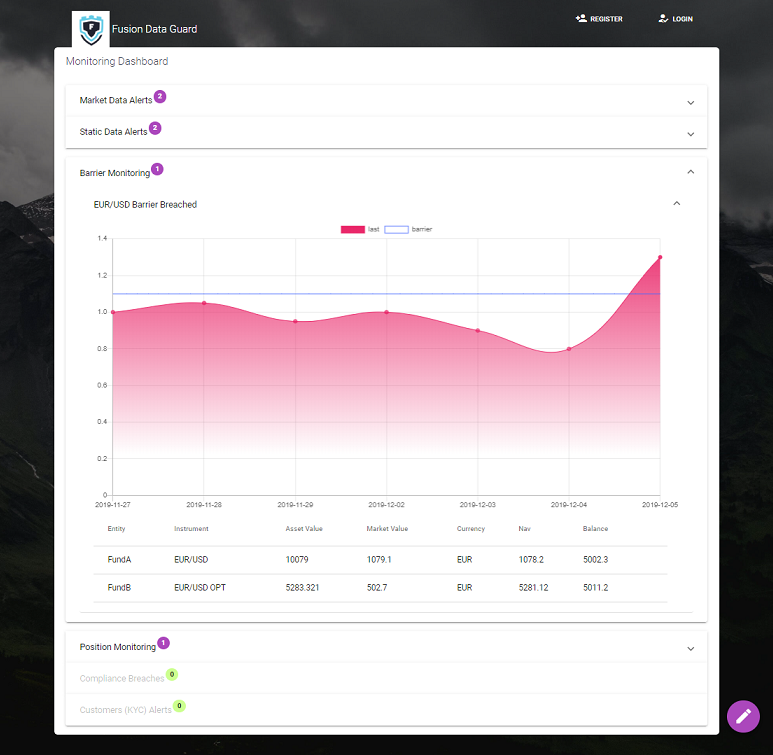 REGISTER
LOGIN
F
Fusion Data Guard
Monitoring Dashboard
Market Data Alerts 2
Static Data Alerts 2
Barrier Monitoring 1
EUR/USD Barrier Breached
last barrier
1.4
1.2
1.0
0.8
0.6
0.4
0.2
0
2019-11-27 2019-11-28 2019-11-29 2019-12-02 2019-12-03 2019-12-04 2019-12-05
Entity Instrument Asset Value Market Value Currency Nav Balance
FundA EUR/USD 10079 1079.1 EUR 1078.2 5002.3
FundB EUR/USD OPT 5283.321 502.7 EUR 5281.12 5011.2
Position Monitoring 1
Compliance Breaches 0
Customers (KYC) Alerts 0